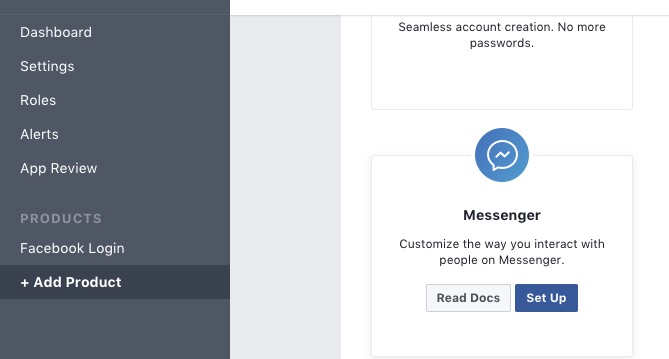 Dashboard
Settings
Roles
Alerts
App Review
PRODUCTS
Facebook Login
+ Add Product
Seamless account creation. No more
passwords.
Messenger
Customize the way you interact with
people on Messenger.
Read Docs
Set Up